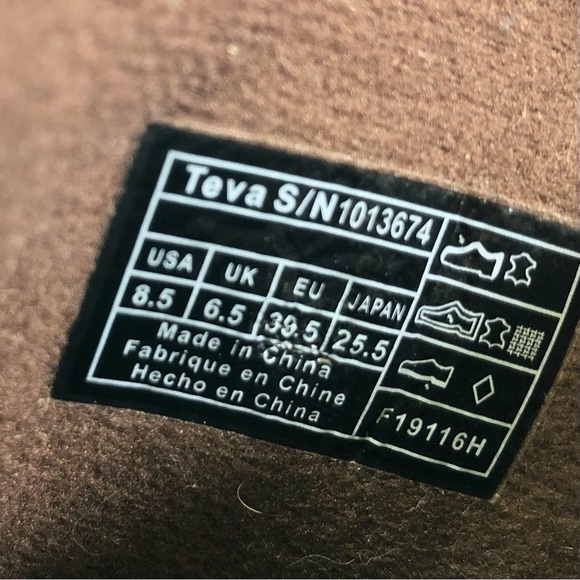 Teva S/N1013674
USA UK EU JAPAN
8.5 6.5 39.5 25.5
Made in China
Fabrique en Chine
Hecho en China
F19116H